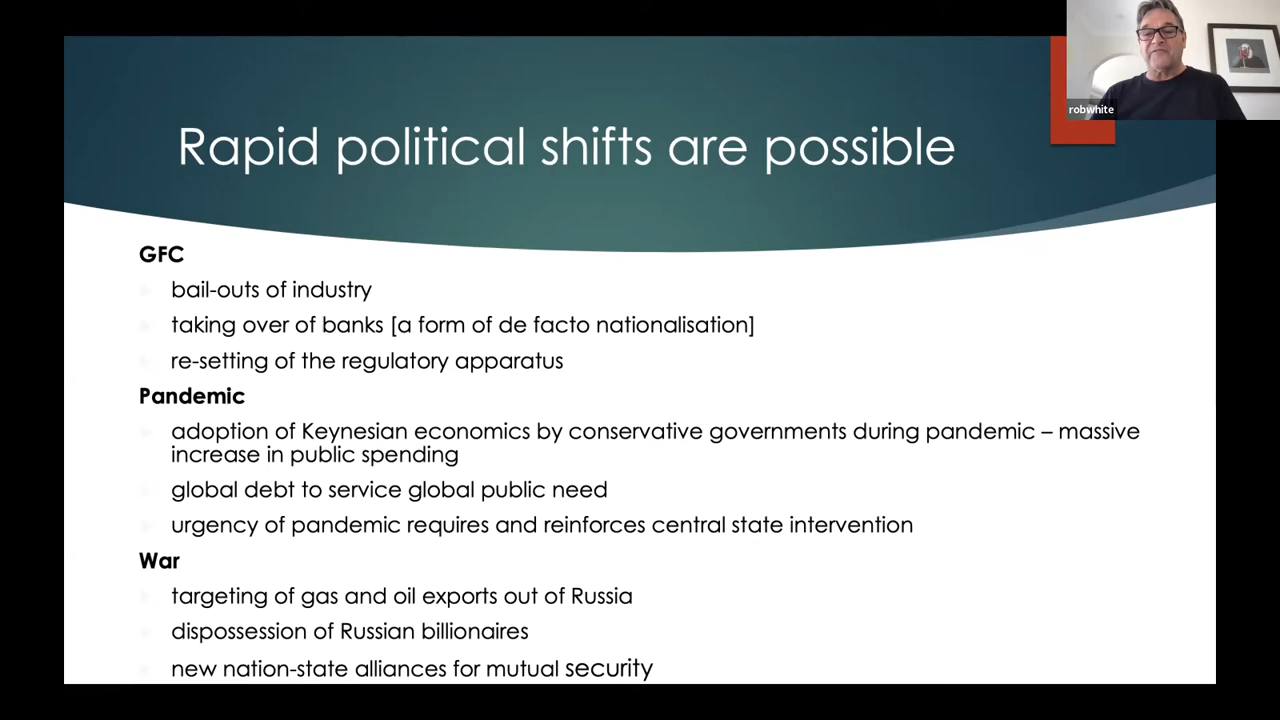 robwhite
Rapid political shifts are possible
GFC
bail-outs of industry
taking over of banks [a form of de facto nationalisation]
re-setting of the regulatory apparatus
Pandemic
adoption of Keynesian economics by conservative governments during pandemic – massive
increase in public spending
global debt to service global public need
urgency of pandemic requires and reinforces central state intervention
War
targeting of gas and oil exports out of Russia
dispossession of Russian billionaires
new nation-state alliances for mutual security